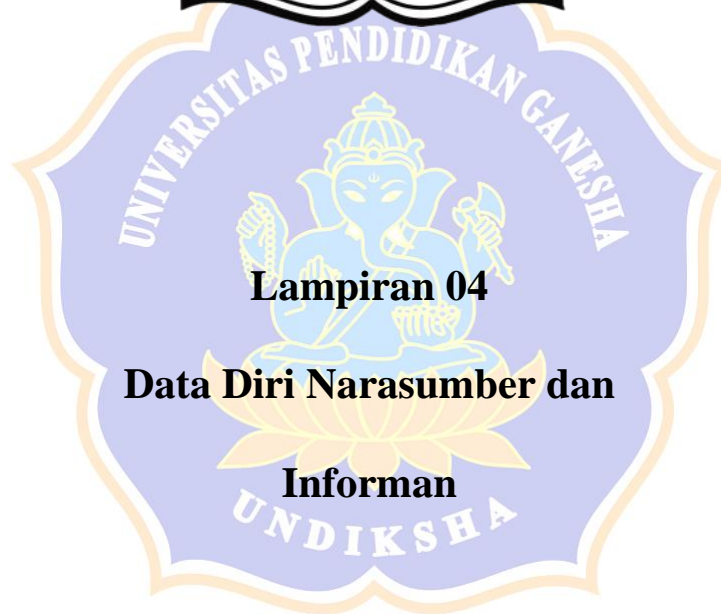 UNIVERSITAS PENDIDIKAN GANESHA
Lampiran 04
Data Diri Narasumber dan
Informan
UNDIKSHA